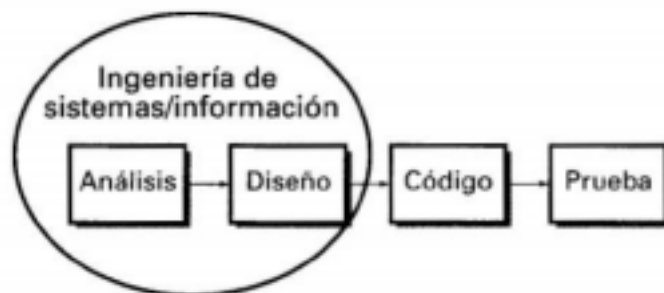 Ingeniería de
sistemas/información
Análisis
Diseño
Código
Prueba